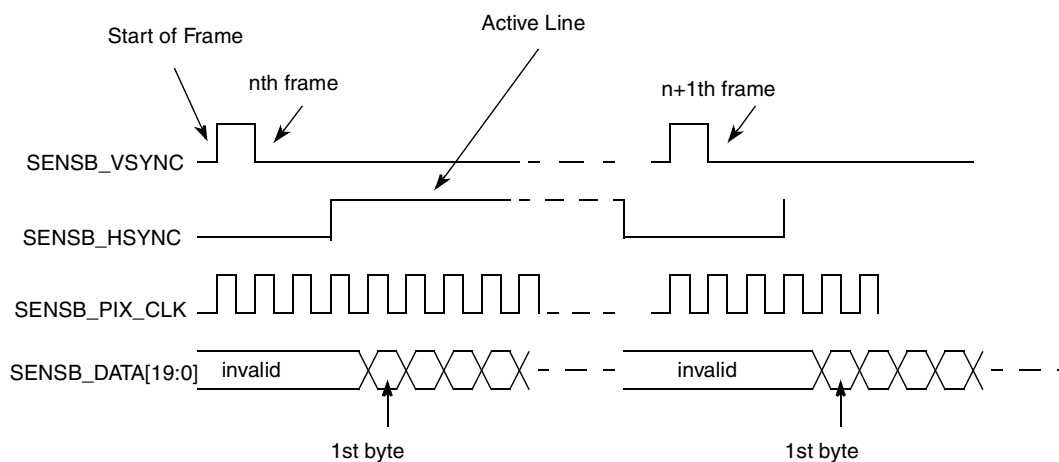 Active Line
Start of Frame
nth frame
n+1th frame
SENSB_VSYNC
SENSB_HSYNC
SENSB_PIX_CLK
SENSB_DATA[19:0]
invalid
invalid
1st byte
1st byte